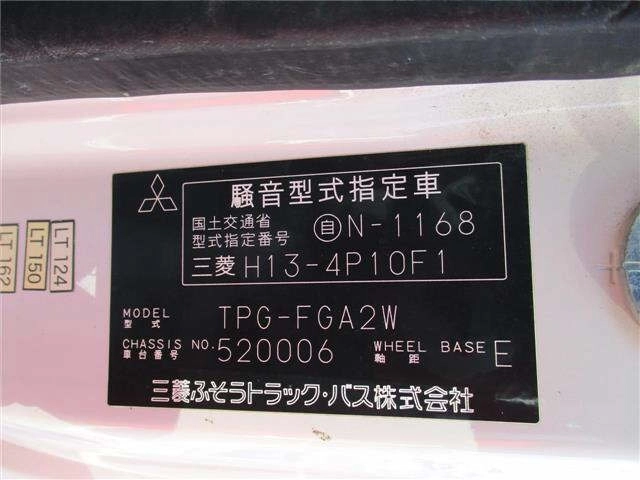 騒音型式指定車
国土交通省
型式指定番号 自N-1168
三菱 H13-4P10F1
MODEL
型式 TPG-FGA2W
CHASSIS NO.
車台番号 520006 WHEEL BASE
軸距 E
三菱ふそうトラック・バス株式会社
LT 124
LT 150
LT 162